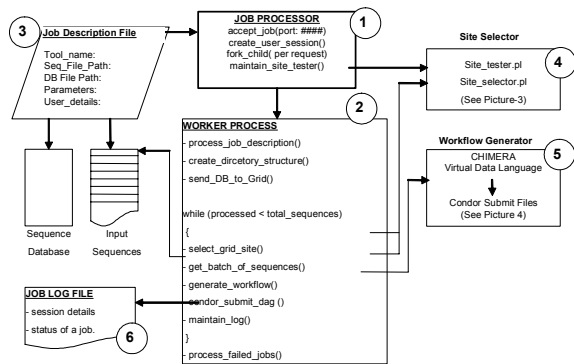 3
Job Description File
Tool_name:
Seq_File_Path:
DB File Path:
Parameters:
User_details:
JOB PROCESSOR
1
accept_job(port: ####)
create_user_session()
fork_child( per request)
maintain_site_tester()
Site Selector
4
Site_tester.pl
Site_selector.pl
(See Picture-3)
2
WORKER PROCESS
- process_job_description()
- create_dircetory_structure()
- send_DB_to_Grid()
while (processed < total_sequences)
{
- select_grid_site()
- get_batch_of_sequences()
- generate_workflow()
- condor_submit_dag ()
- maintain_log()
}
- process_failed_jobs()
Workflow Generator
5
CHIMERA
Virtual Data Language
Condor Submit Files
(See Picture 4)
Sequence
Database
Input
Sequences
JOB LOG FILE
- session details
- status of a job.
6